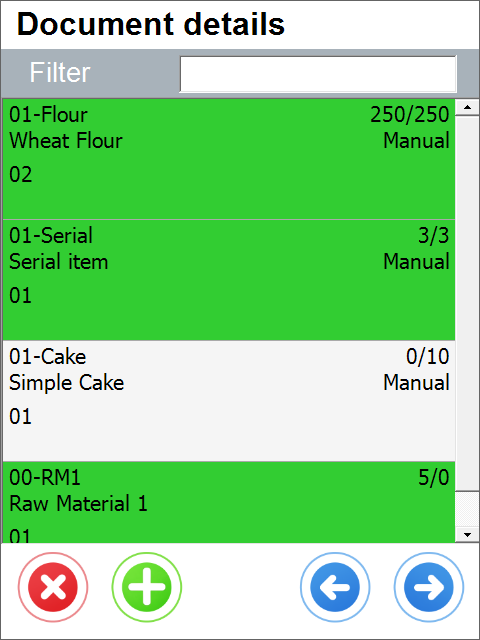 Document details
Filter
01-Flour 250/250
Wheat Flour Manual
02
01-Serial 3/3
Serial item Manual
01
01-Cake 0/10
Simple Cake Manual
01
00-RM1 5/0
Raw Material 1
01